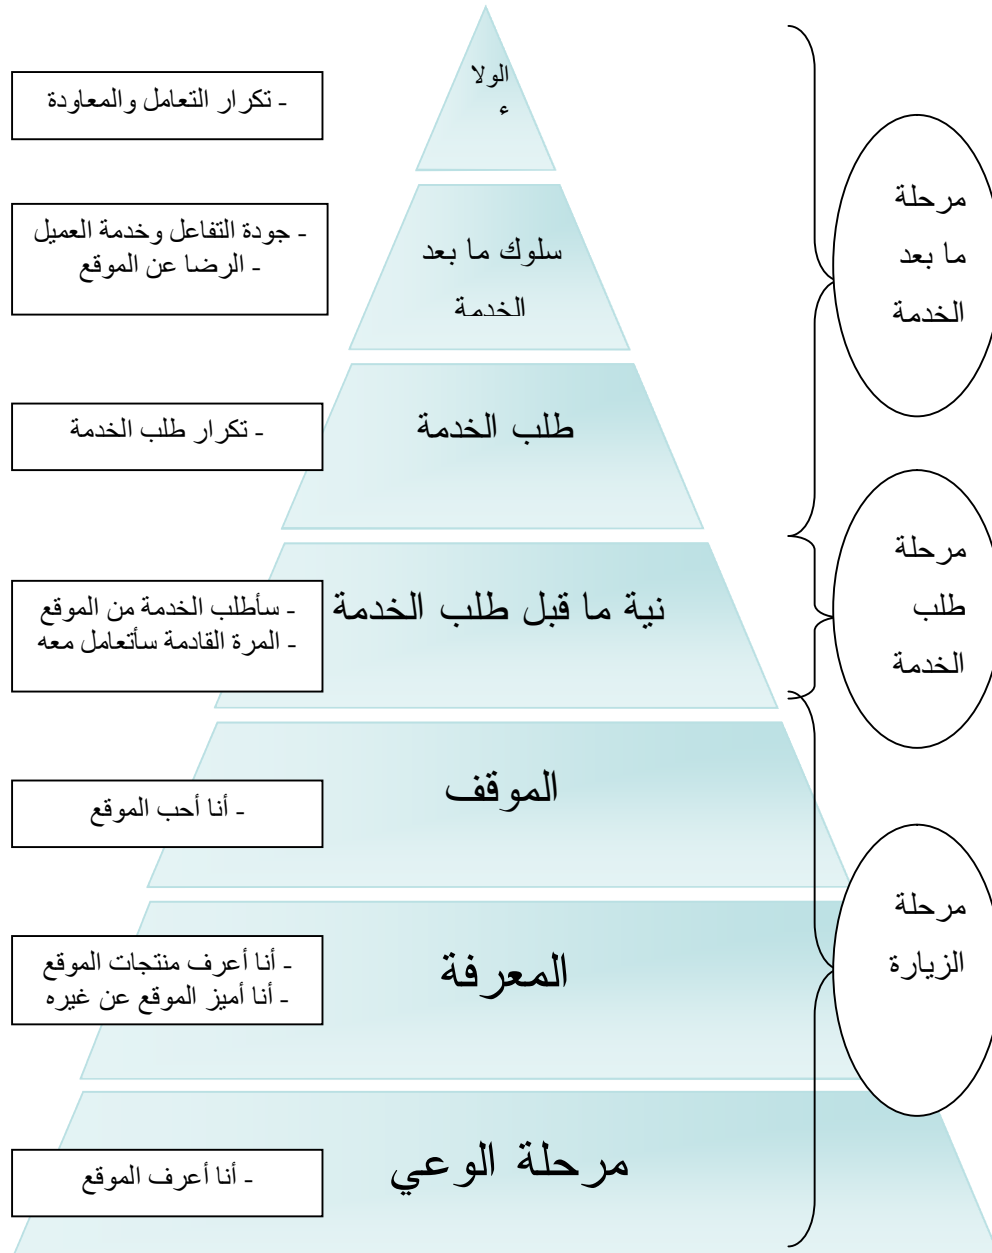 الولا
ء
- تكرار التعامل والمعاودة
مرحلة
ما بعد
الخدمة
سلوك ما بعد
الخدمة
- جودة التفاعل وخدمة العميل
- الرضا عن الموقع
طلب الخدمة
- تكرار طلب الخدمة
مرحلة
طلب
الخدمة
نية ما قبل طلب الخدمة
- سأطلب الخدمة من الموقع
- المرة القادمة سأتعامل معه
الموقف
- أنا أحب الموقع
مرحلة
الزيارة
المعرفة
- أنا أعرف منتجات الموقع
- أنا أميز الموقع عن غيره
مرحلة الوعي
- أنا أعرف الموقع